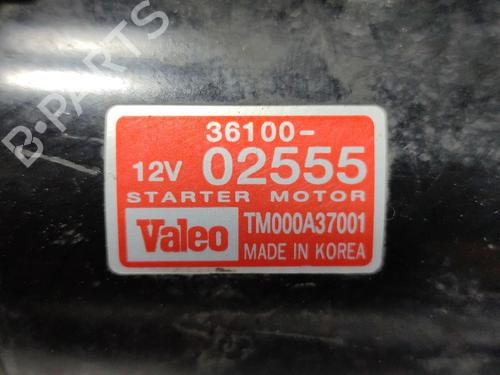 B-PARTS
36100-
12V 02555
STARTER MOTOR
Valeo TM000A37001
MADE IN KOREA